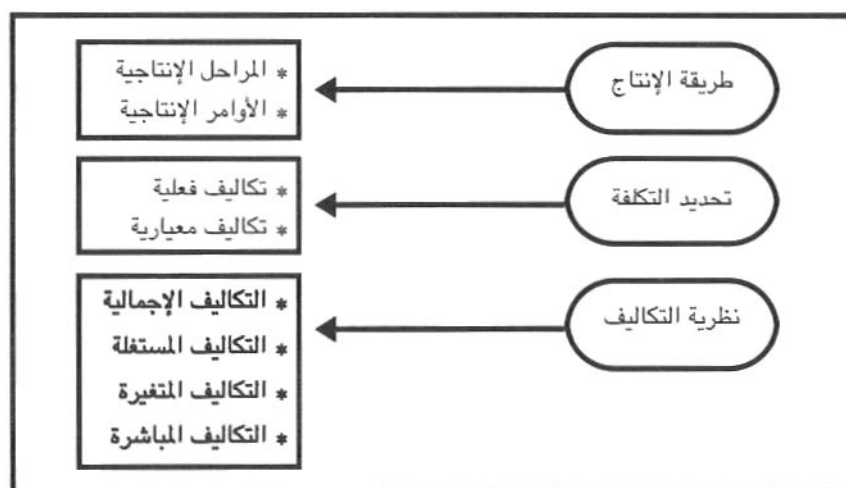 طريقة الإنتاج
* المراحل الإنتاجية
* الأوامر الإنتاجية
تحديد التكلفة
* تكاليف فعلية
* تكاليف معيارية
نظرية التكاليف
* التكاليف الإجمالية
* التكاليف المستغلة
* التكاليف المتغيرة
* التكاليف المباشرة